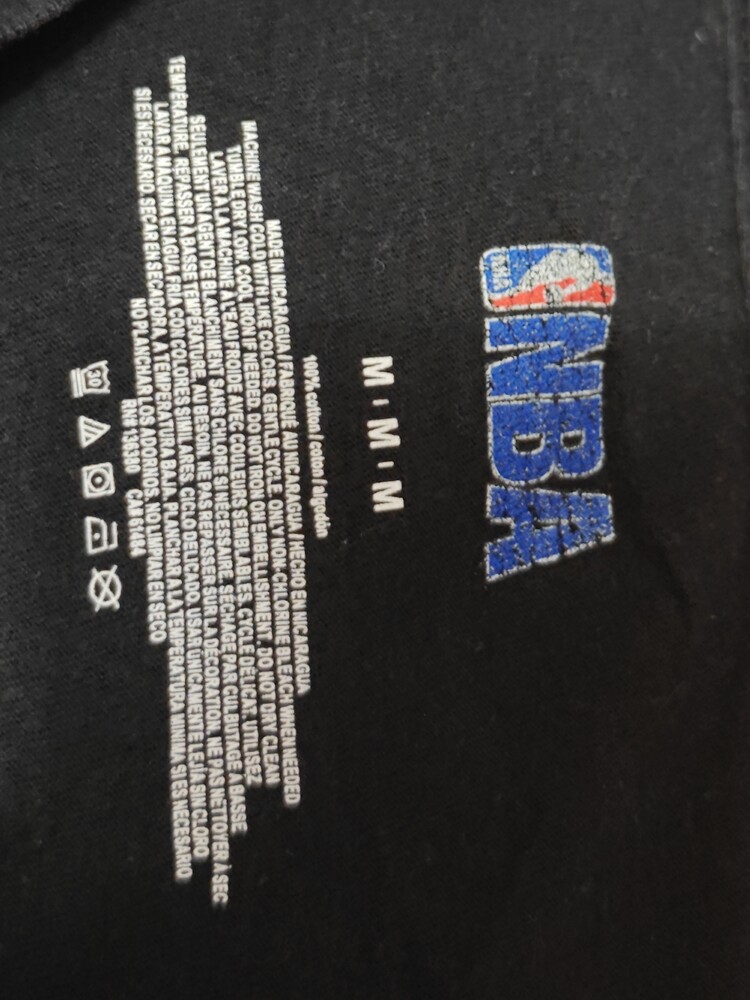 NBA
NBA
M · M · M
100% cotton / coton / Algodón
MADE IN NICARAGUA / FABRIQUÉ AU NICARAGUA / HECHO EN NICARAGUA
MACHINE WASH COLD WITH LIKE COLORS, GENTLE CYCLE, ONLY NON-CHLORINE BLEACH WHEN NEEDED
TUMBLE DRY LOW. COOL IRON IF NEEDED. DO NOT IRON ON EMBELLISHMENT / DO NOT DRY CLEAN
LAVER À LA MACHINE À L'EAU FROIDE AVEC COULEURS SEMBLABLES, CYCLE DÉLICAT, UTILISEZ
SEULEMENT UN AGENT DE BLANCHIMENT SANS CHLORE SI NÉCESSAIRE, SÉCHAGE PAR CULBUTAGE À BASSE
TEMPÉRATURE, REPASSER À BASSE TEMPÉRATURE, AU BESOIN, NE PAS REPASSER SUR LA DÉCORATION, NE PAS NETTOYER À SEC
LAVAR A MAQUINA EN AGUA FRIA CON COLORES SIMILARES, CICLO DELICADO, USAR ÚNICAMENTE LEJÍA SIN CLORO
SI ES NECESARIO, SECAR EN SECADORA A TEMPERATURA BAJA, PLANCHAR A LA TEMPERATURA MINIMA SI ES NECESARIO
NO PLANCHAR LOS ADORNOS, NO LIMPIAR EN SECO
RN# 13330 CA#6484